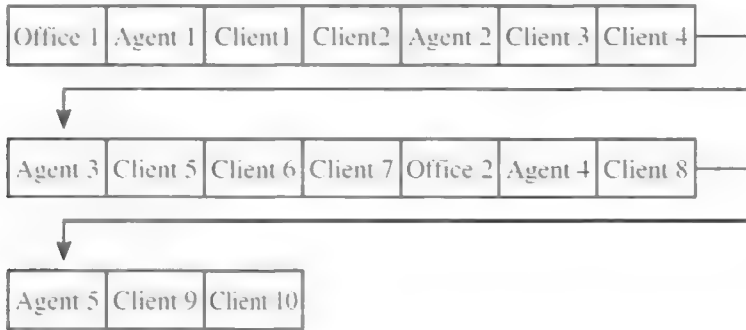 Office 1 Agent 1 Client1 Client2 Agent 2 Client 3 Client 4
Agent 3 Client 5 Client 6 Client 7 Office 2 Agent 4 Client 8
Agent 5 Client 9 Client 10